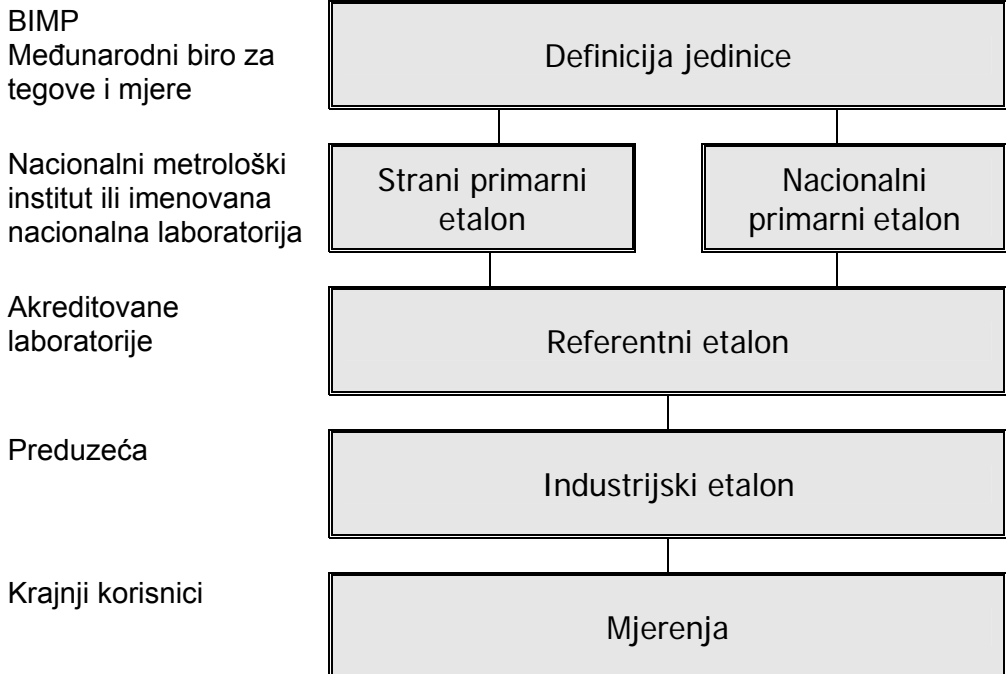 BIMP
Međunarodni biro za
tegove i mjere
Definicija jedinice
Nacionalni metrološki
institut ili imenovana
nacionalna laboratorija
Strani primarni
etalon
Nacionalni
primarni etalon
Akreditovane
laboratorije
Referentni etalon
Preduzeća
Industrijski etalon
Krajnji korisnici
Mjerenja